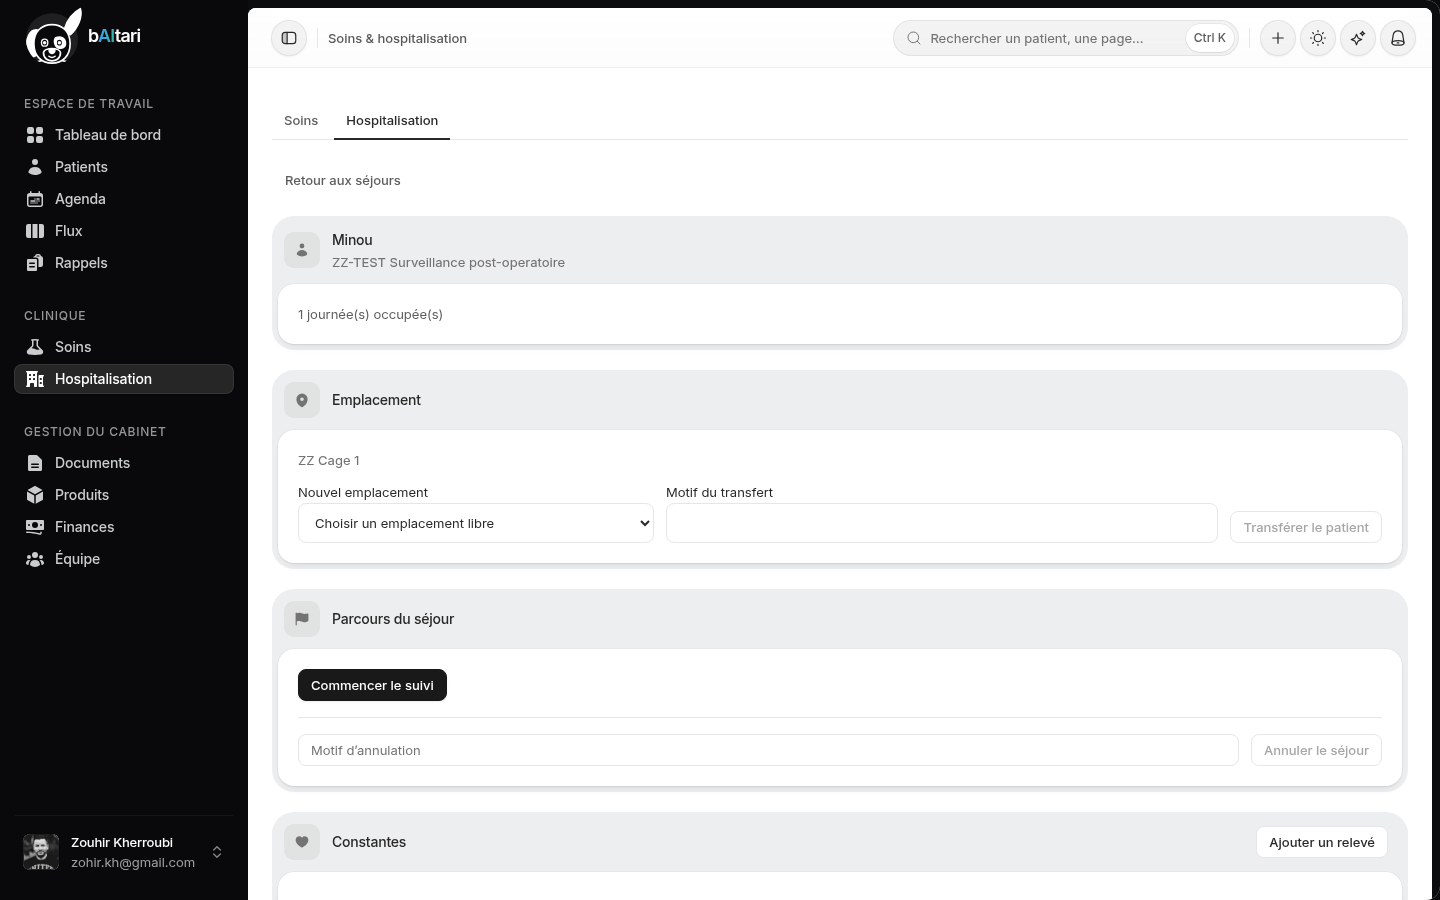 bAItari
ESPACE DE TRAVAIL
Tableau de bord
Patients
Agenda
Flux
Rappels
CLINIQUE
Soins
Hospitalisation
GESTION DU CABINET
Documents
Produits
Finances
Équipe
Zouhir Kherroubi
zohir.kh@gmail.com
Soins & hospitalisation
Rechercher un patient, une page...
Ctrl K
Soins
Hospitalisation
Retour aux séjours
Minou
ZZ-TEST Surveillance post-operatoire
1 journée(s) occupée(s)
Emplacement
ZZ Cage 1
Nouvel emplacement
Motif du transfert
Choisir un emplacement libre
Transférer le patient
Parcours du séjour
Commencer le suivi
Motif d’annulation
Annuler le séjour
Constantes
Ajouter un relevé